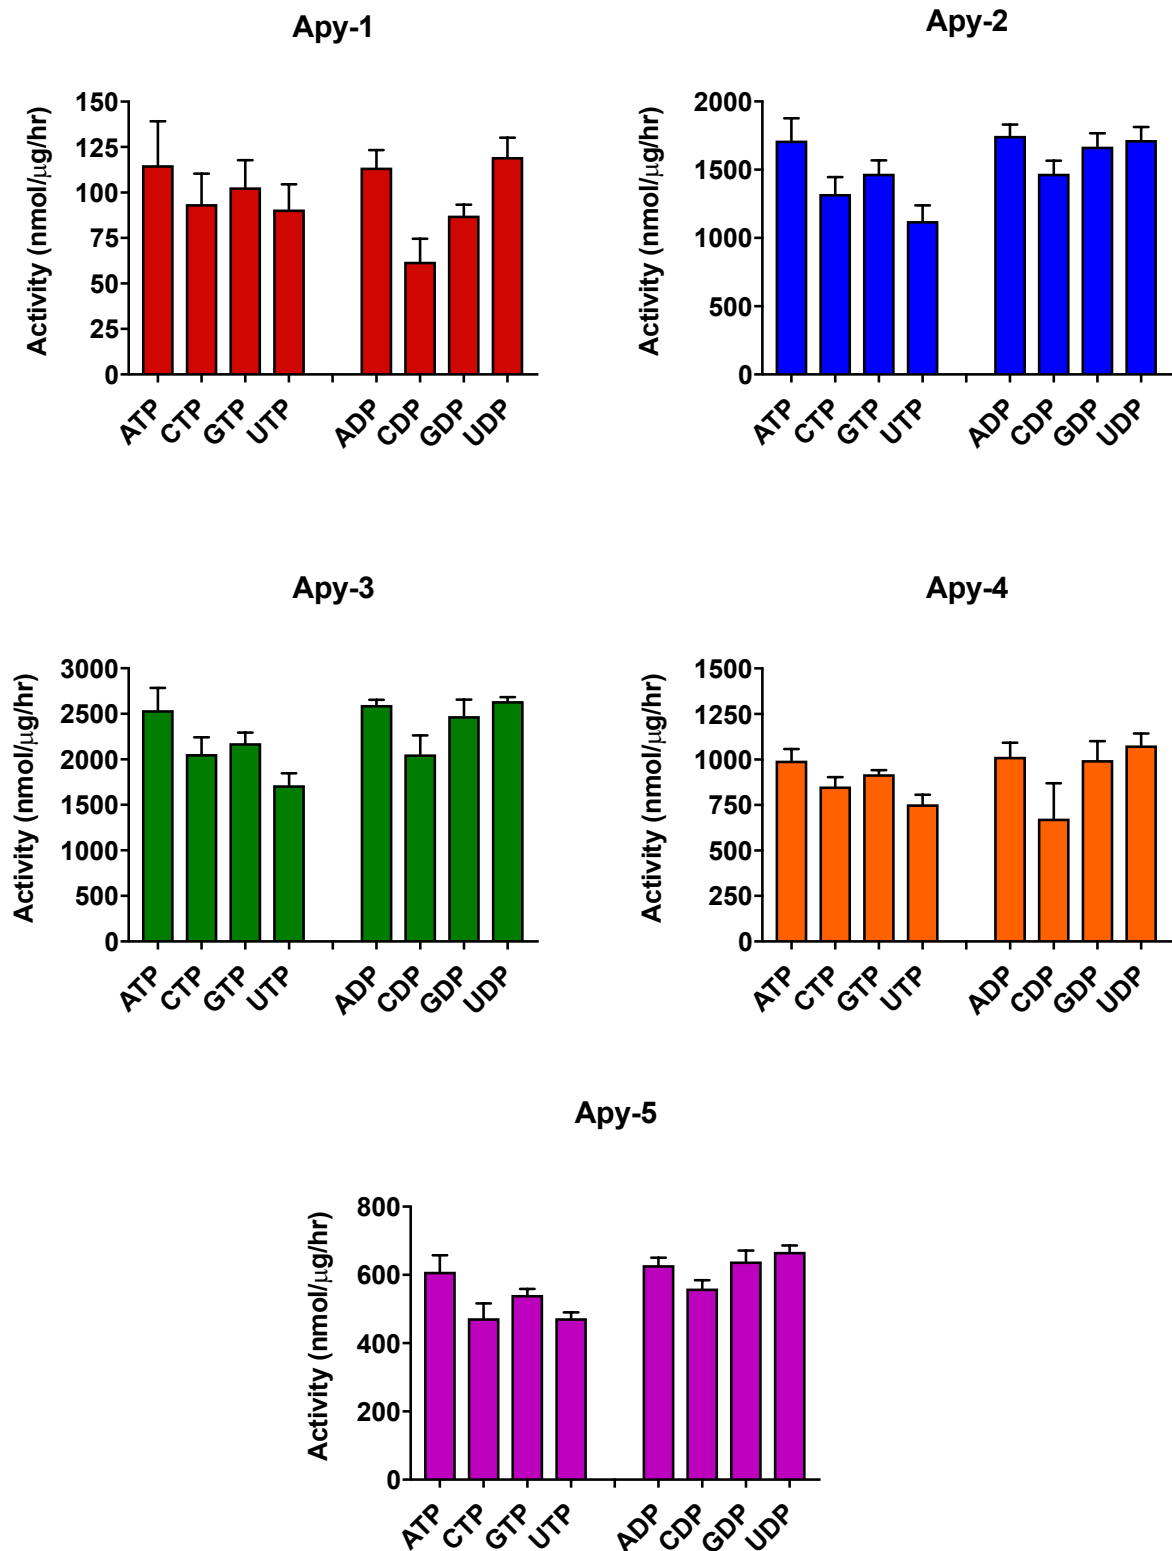 Apy-1
Activity (nmol/μg/hr)
150
125
100
75
50
25
0
ATP
CTP
GTP
UTP
ADP
CDP
GDP
UDP
Apy-2
Activity (nmol/μg/hr)
2000
1500
1000
500
0
ATP
CTP
GTP
UTP
ADP
CDP
GDP
UDP
Apy-3
Activity (nmol/μg/hr)
3000
2500
2000
1500
1000
500
0
ATP
CTP
GTP
UTP
ADP
CDP
GDP
UDP
Apy-4
Activity (nmol/μg/hr)
1500
1250
1000
750
500
250
0
ATP
CTP
GTP
UTP
ADP
CDP
GDP
UDP
Apy-5
Activity (nmol/μg/hr)
800
600
400
200
0
ATP
CTP
GTP
UTP
ADP
CDP
GDP
UDP